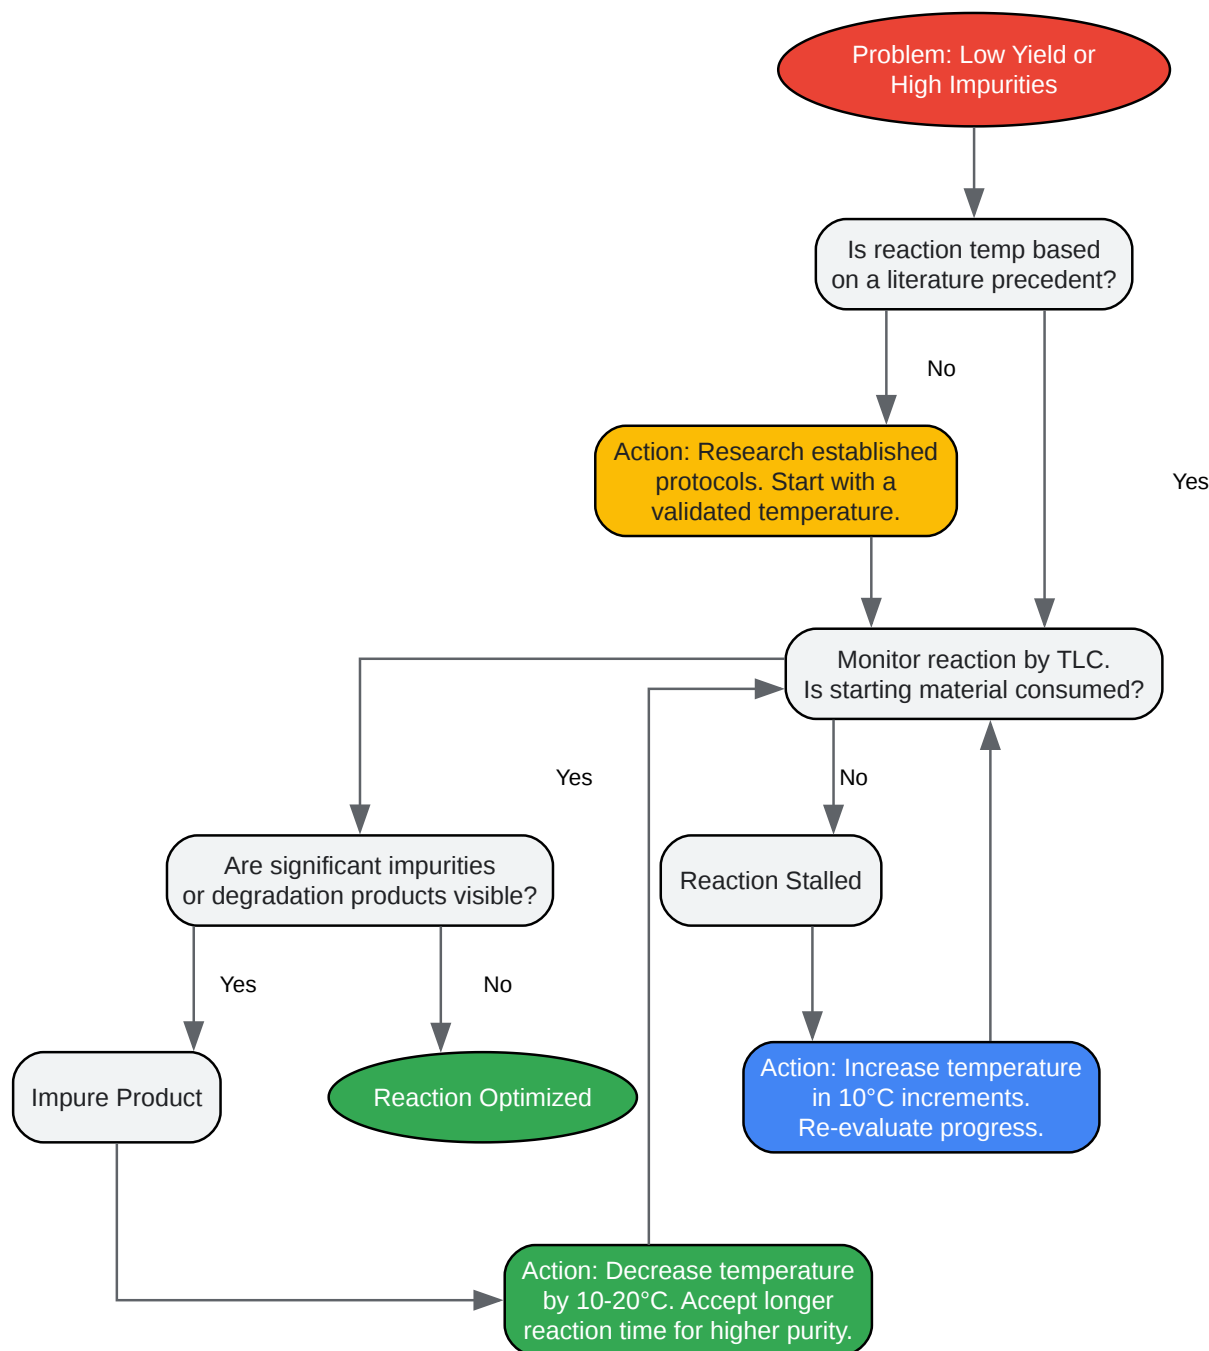 Problem: Low Yield or
High Impurities
Is reaction temp based
on a literature precedent?
No
Action: Research established
protocols. Start with a
validated temperature.
Yes
Monitor reaction by TLC.
Is starting material consumed?
Yes
No
Are significant impurities
or degradation products visible?
Reaction Stalled
Yes
No
Impure Product
Reaction Optimized
Action: Increase temperature
in 10°C increments.
Re-evaluate progress.
Action: Decrease temperature
by 10-20°C. Accept longer
reaction time for higher purity.